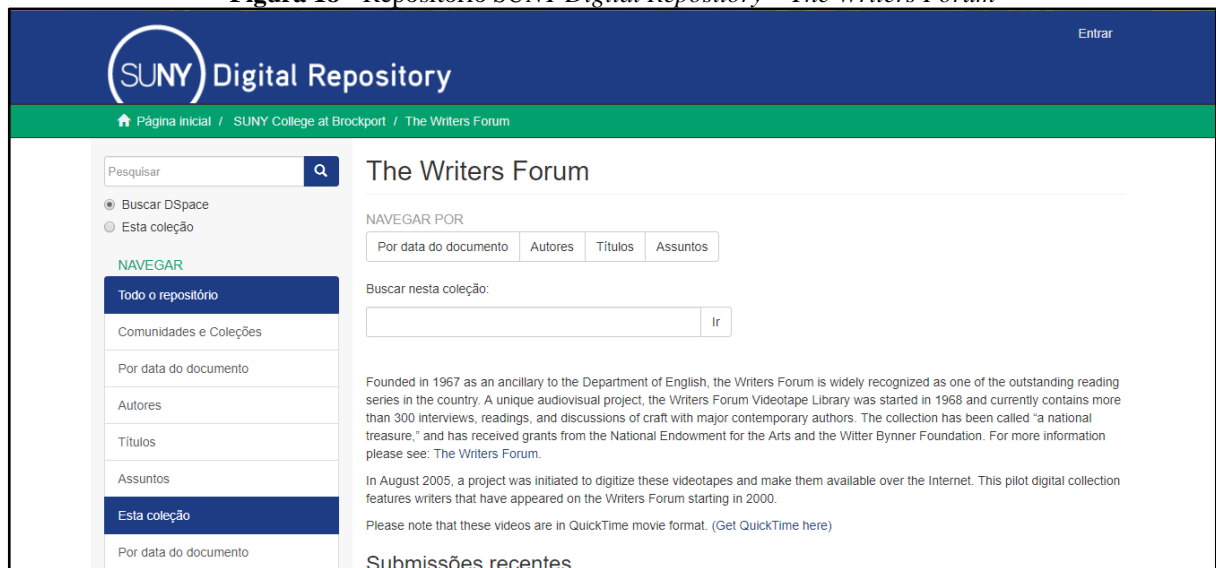 Figura 18 - Repositório SUNY Digital Repository - The Writers Forum
Entrar
SUNY Digital Repository
Página inicial / SUNY College at Brockport / The Writers Forum
Pesquisar
Buscar DSpace
Esta coleção
NAVEGAR
Todo o repositório
Comunidades e Coleções
Por data do documento
Autores
Títulos
Assuntos
Esta coleção
Por data do documento
The Writers Forum
NAVEGAR POR
Por data do documento Autores Títulos Assuntos
Buscar nesta coleção:
Ir
Founded in 1967 as an ancillary to the Department of English, the Writers Forum is widely recognized as one of the outstanding reading
series in the country. A unique audiovisual project, the Writers Forum Videotape Library was started in 1968 and currently contains more
than 300 interviews, readings, and discussions of craft with major contemporary authors. The collection has been called “a national
treasure,” and has received grants from the National Endowment for the Arts and the Witter Bynner Foundation. For more information
please see: The Writers Forum.
In August 2005, a project was initiated to digitize these videotapes and make them available over the Internet. This pilot digital collection
features writers that have appeared on the Writers Forum starting in 2000.
Please note that these videos are in QuickTime movie format. (Get QuickTime here)
Submissões recentes